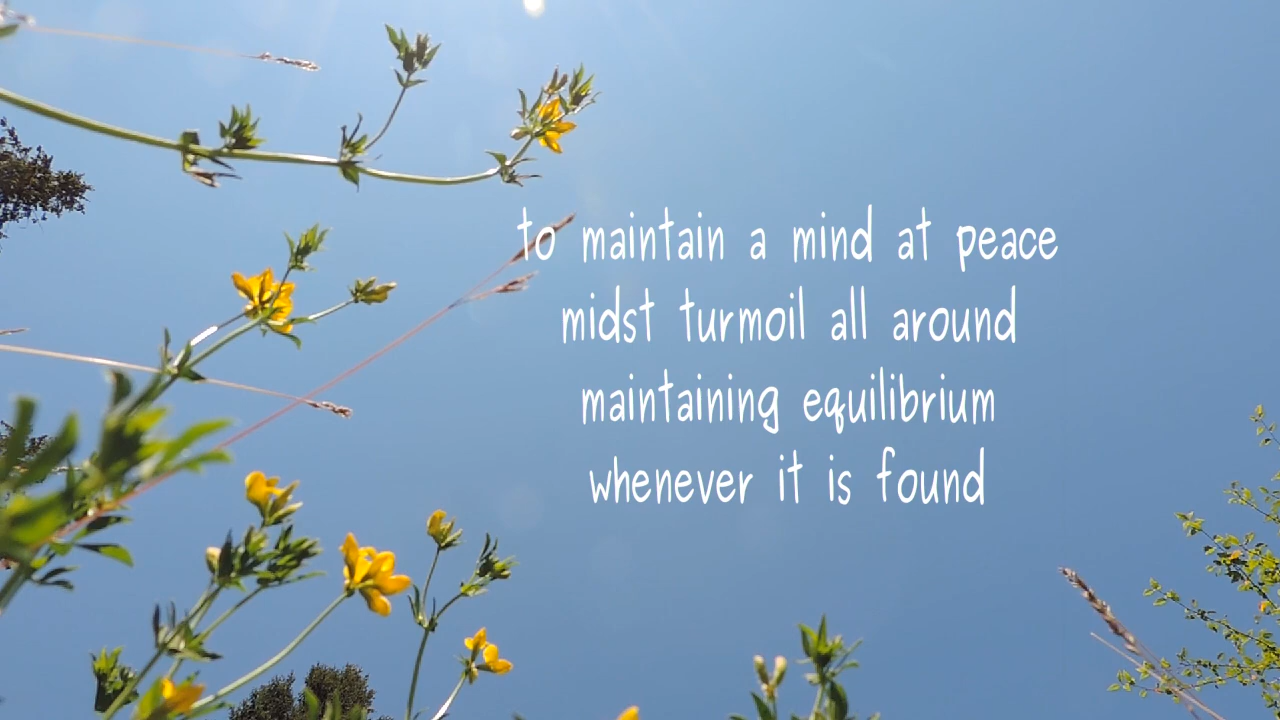 to maintain a mind at peace
midst turmoil all around
maintaining equilibrium
whenever it is found